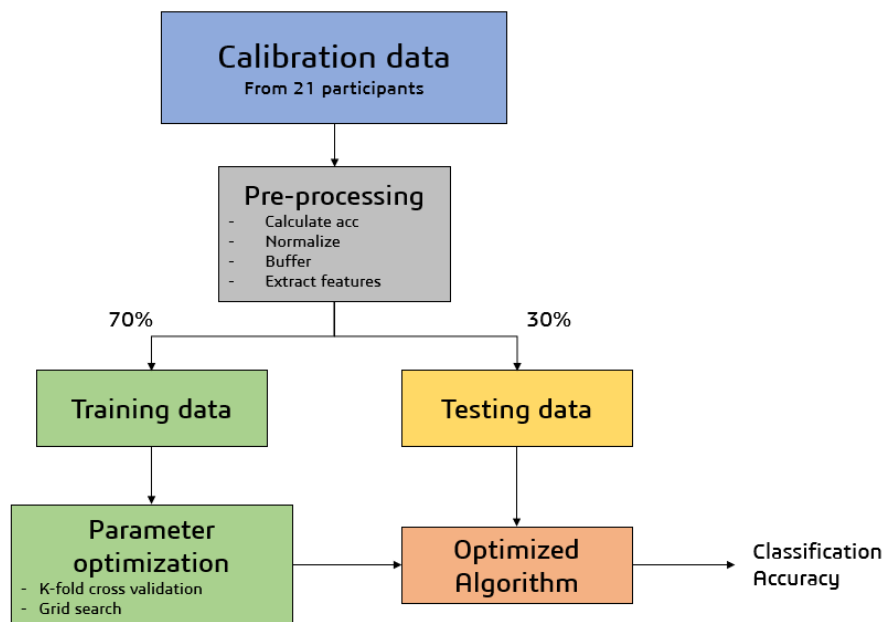 Calibration data
From 21 participants
Pre-processing
- Calculate acc
- Normalize
- Buffer
- Extract features
70%
30%
Training data
Testing data
Parameter
optimization
- K-fold cross validation
- Grid search
Optimized
Algorithm
Classification
Accuracy